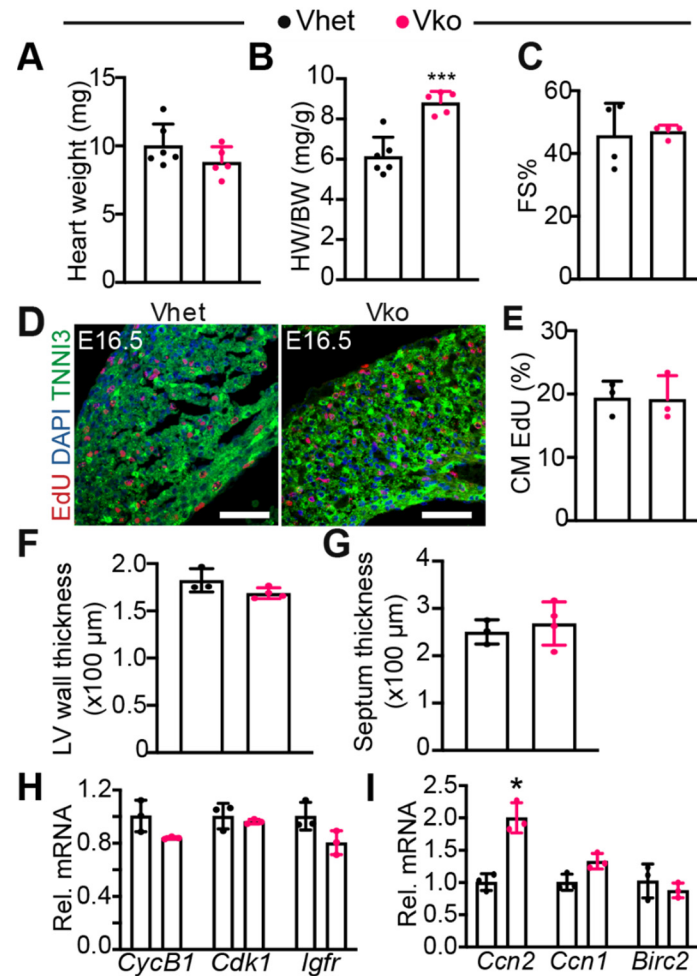 Vhet Vko
A
Heart weight (mg)
15
10
5
0
B
***
HW/BW (mg/g)
10
8
6
4
2
0
C
FS%
60
40
20
0
D
Vhet Vko
EdU DAPI TNNI3
E16.5 E16.5
E
CM EdU (%)
30
20
10
0
F
LV wall thickness
(x100 µm)
2.0
1.5
1.0
0.5
0
G
Septum thickness
(x100 µm)
4
3
2
1
0
H
Rel. mRNA
1.2
0.8
0.4
0.0
CycB1 Cdk1 Igfr
I
*
Rel. mRNA
2.5
2.0
1.5
1.0
0.5
0.0
Ccn2 Ccn1 Birc2